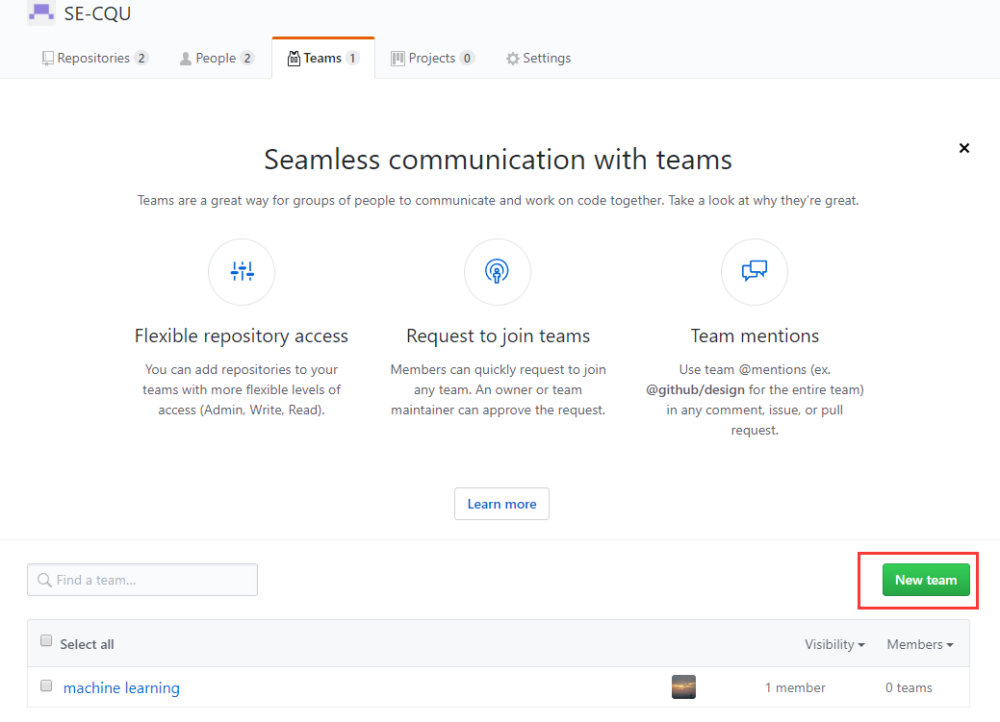 SE-CQU
Repositories 2 People 2 Teams 1 Projects 0 Settings
Seamless communication with teams
Teams are a great way for groups of people to communicate and work on code together. Take a look at why they're great.
Flexible repository access
You can add repositories to your
teams with more flexible levels of
access (Admin, Write, Read).
Request to join teams
Members can quickly request to join
any team. An owner or team
maintainer can approve the request.
Team mentions
Use team @mentions (ex.
@github/design for the entire team)
in any comment, issue, or pull
request.
Learn more
Find a team...
New team
Select all Visibility Members
machine learning 1 member 0 teams